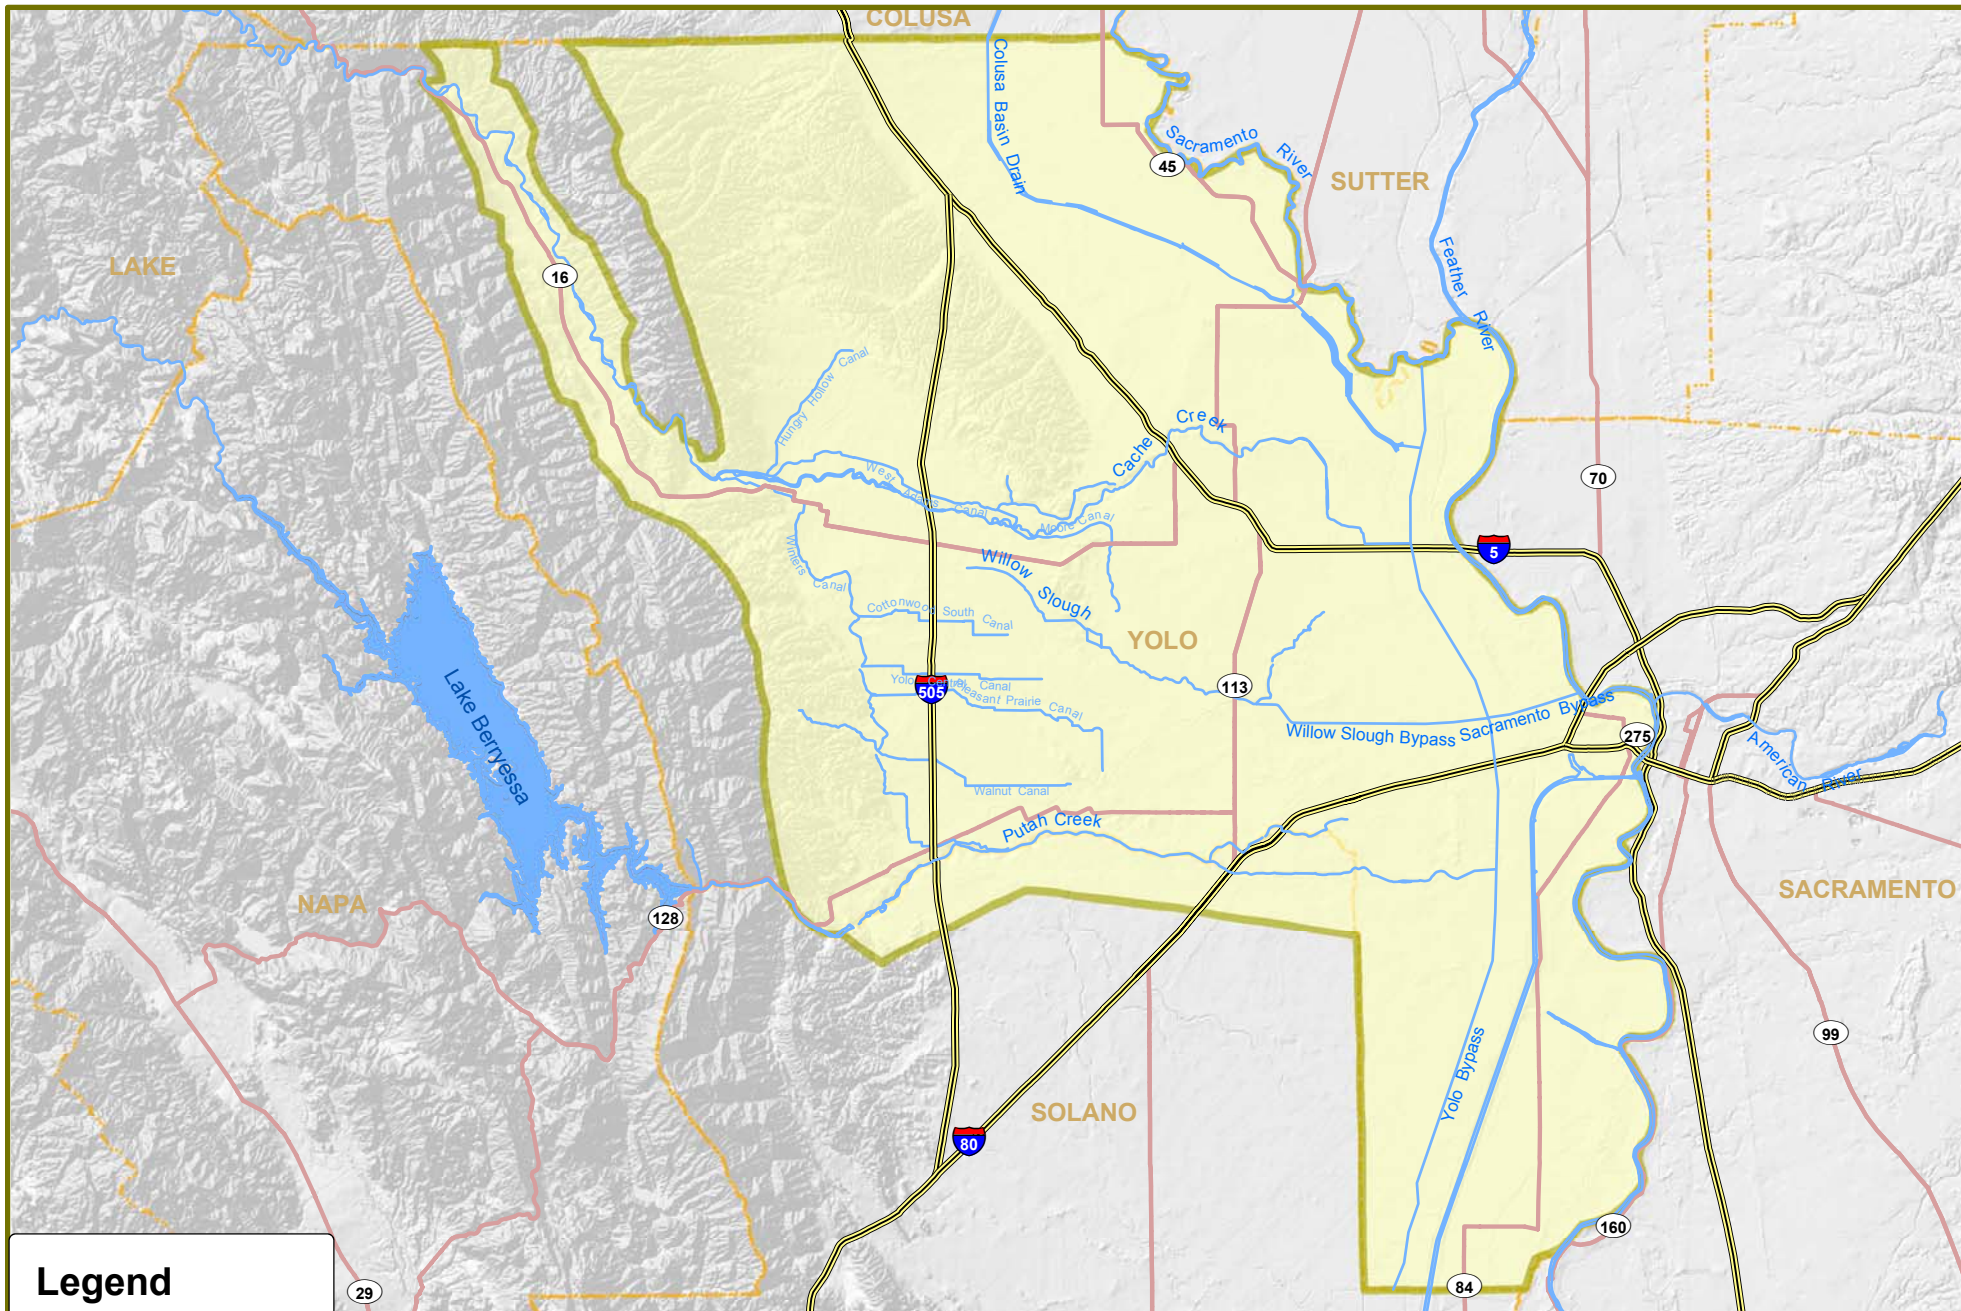 COLUSA
Colusa Basin Drain
Sacramento River
45
SUTTER
Feather River
LAKE
16
Hungry Hollow Canal
Cache Creek
West Adams Canal
Moore Canal
70
5
Winters Canal
Willow Slough
Cottonwood South Canal
YOLO
Lake Berryessa
505
Yolo Central Canal
Pleasant Prairie Canal
113
Willow Slough Bypass
Sacramento Bypass
275
American River
Walnut Canal
Putah Creek
NAPA
128
SACRAMENTO
99
Yolo Bypass
SOLANO
80
160
84
29
Legend